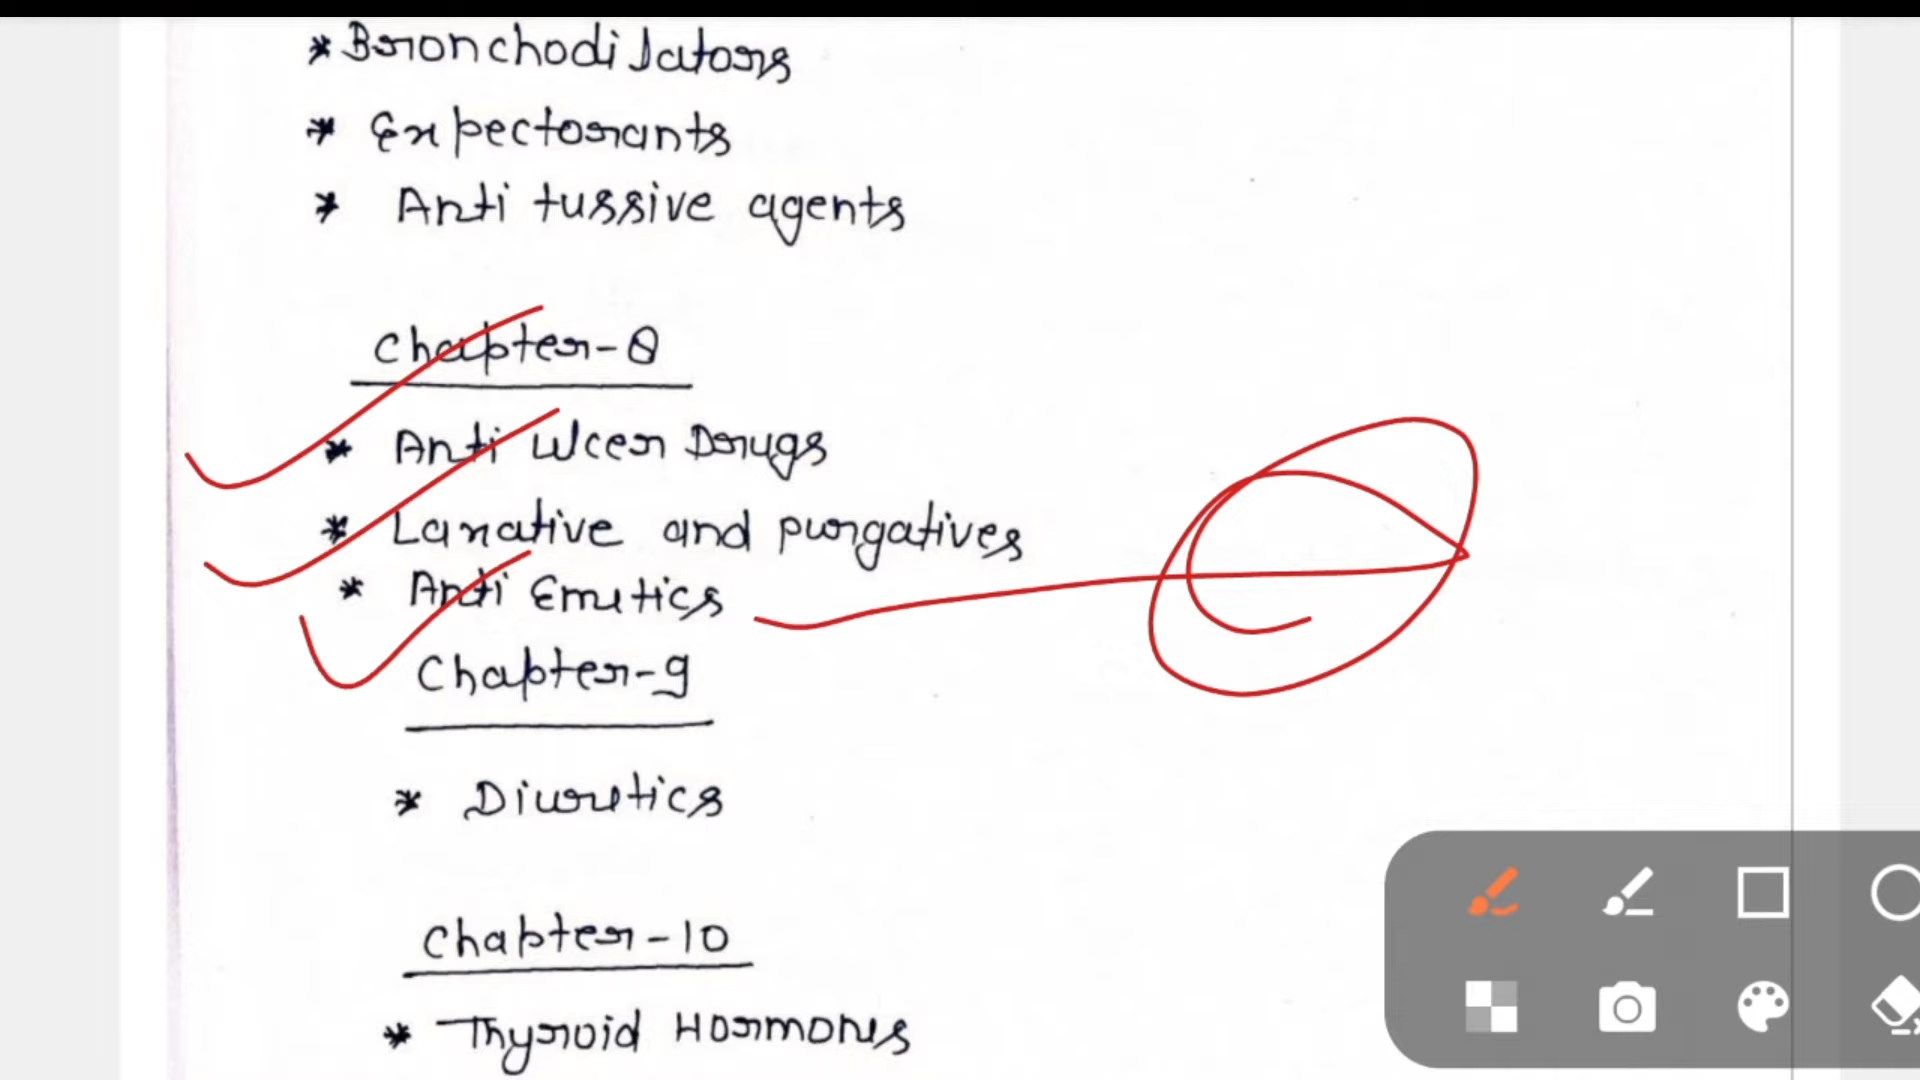 * Bronchodilators
* Expectorants
* Anti tussive agents
Chapter-8
* Anti Ulcer Drugs
* Laxative and purgatives
* Anti Emetics
Chapter-9
* Diuretics
Chapter-10
* Thyroid Hormones